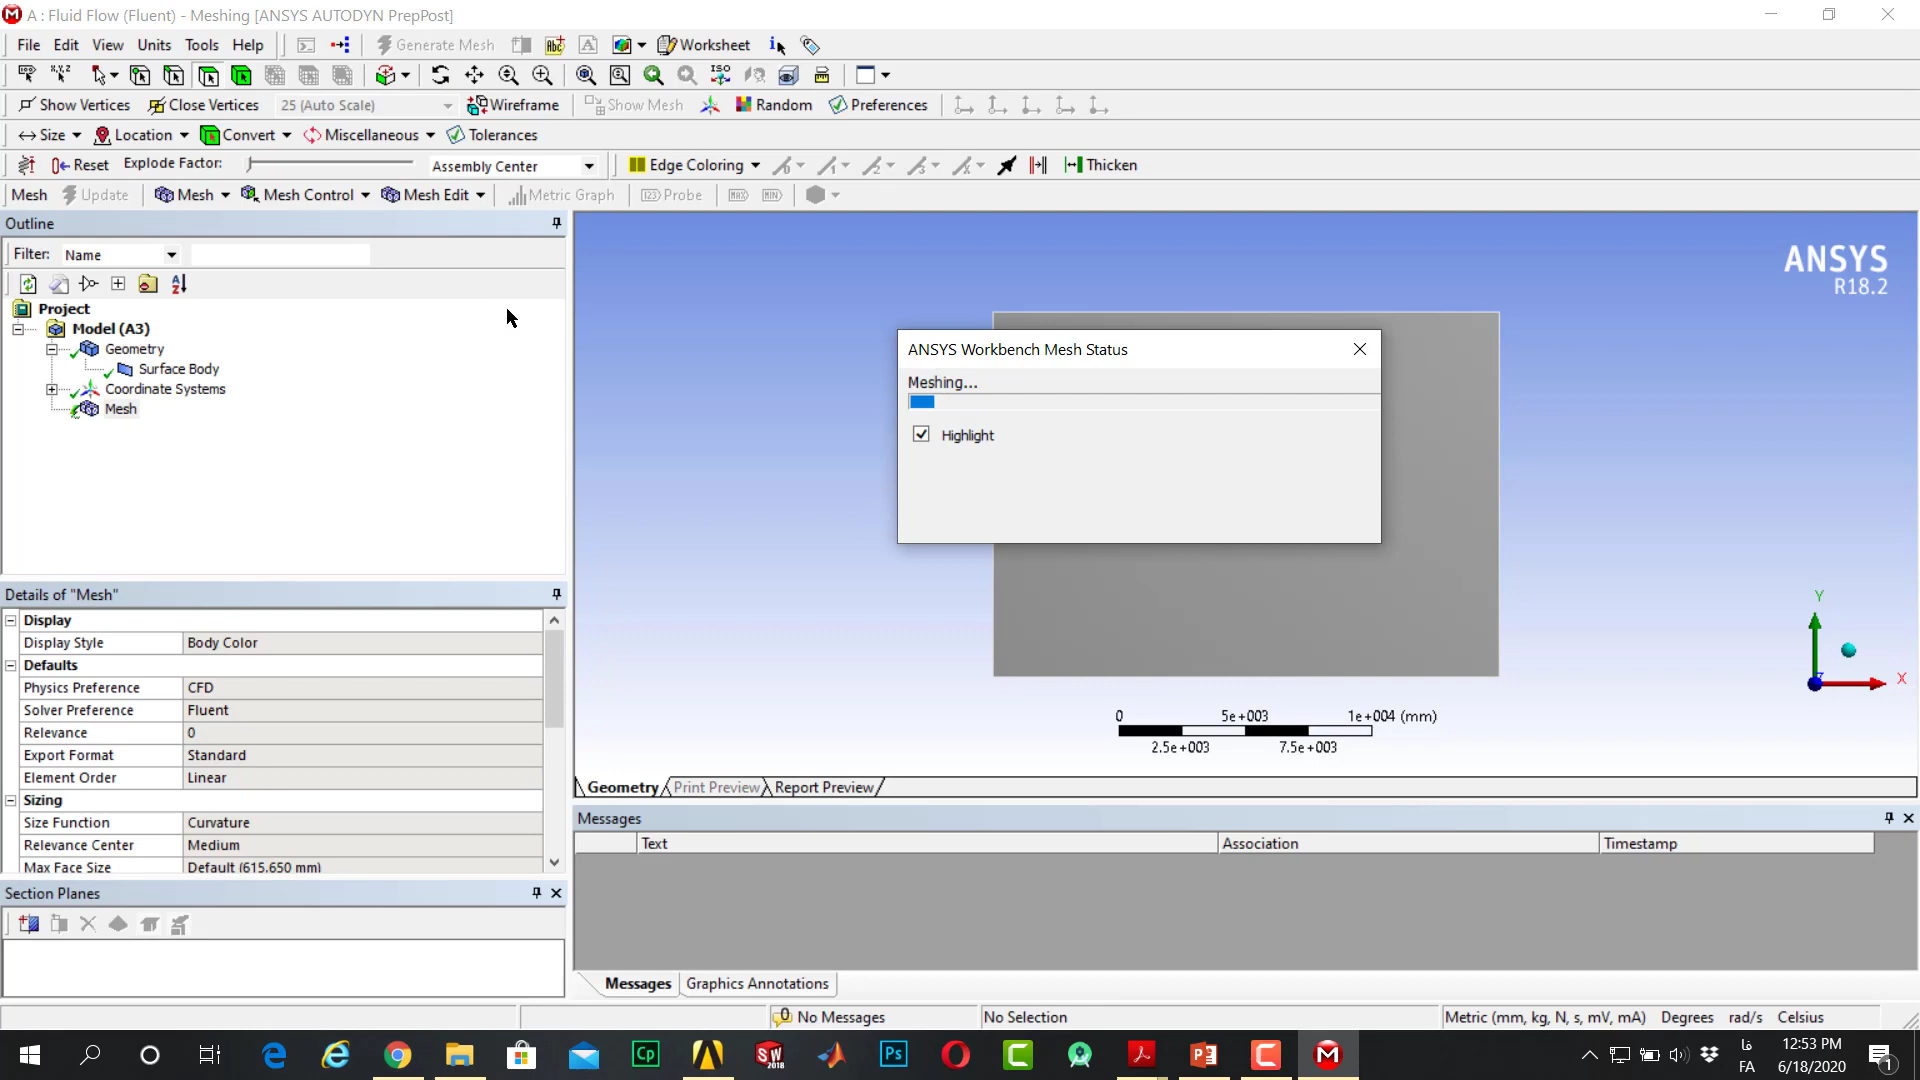 A : Fluid Flow (Fluent) - Meshing [ANSYS AUTODYN PrepPost]
File Edit View Units Tools Help Generate Mesh Worksheet
Show Vertices Close Vertices 25 (Auto Scale) Wireframe Show Mesh Random Preferences
Size Location Convert Miscellaneous Tolerances
Reset Explode Factor: Assembly Center Edge Coloring Thicken
Mesh Update Mesh Mesh Control Mesh Edit Metric Graph Probe
Outline
Filter: Name
Project
Model (A3)
Geometry
Surface Body
Coordinate Systems
Mesh
Details of "Mesh"
Display
Display Style Body Color
Defaults
Physics Preference CFD
Solver Preference Fluent
Relevance 0
Export Format Standard
Element Order Linear
Sizing
Size Function Curvature
Relevance Center Medium
Max Face Size Default (615.650 mm)
Section Planes
ANSYS
R18.2
ANSYS Workbench Mesh Status
Meshing...
Highlight
Y
X
0 5e+003 1e+004 (mm)
2.5e+003 7.5e+003
Geometry Print Preview Report Preview
Messages
Text Association Timestamp
Messages Graphics Annotations
0 No Messages No Selection Metric (mm, kg, N, s, mV, mA) Degrees rad/s Celsius
فا
FA
12:53 PM
6/18/2020
1